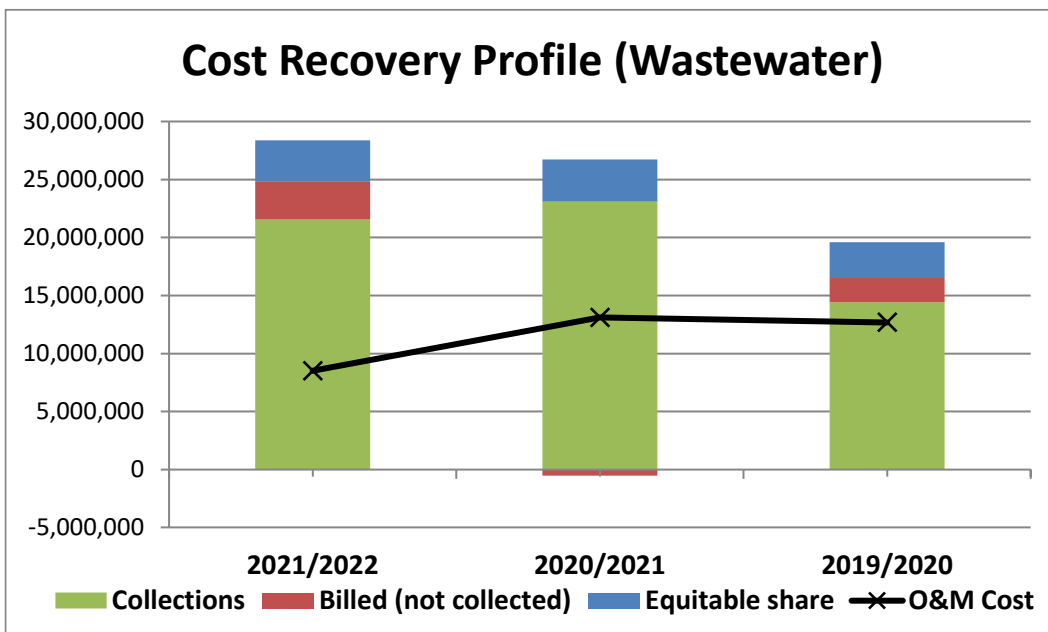 Cost Recovery Profile (Wastewater)
30,000,000
25,000,000
20,000,000
15,000,000
10,000,000
5,000,000
0
-5,000,000
2021/2022 2020/2021 2019/2020
Collections Billed (not collected) Equitable share O&M Cost